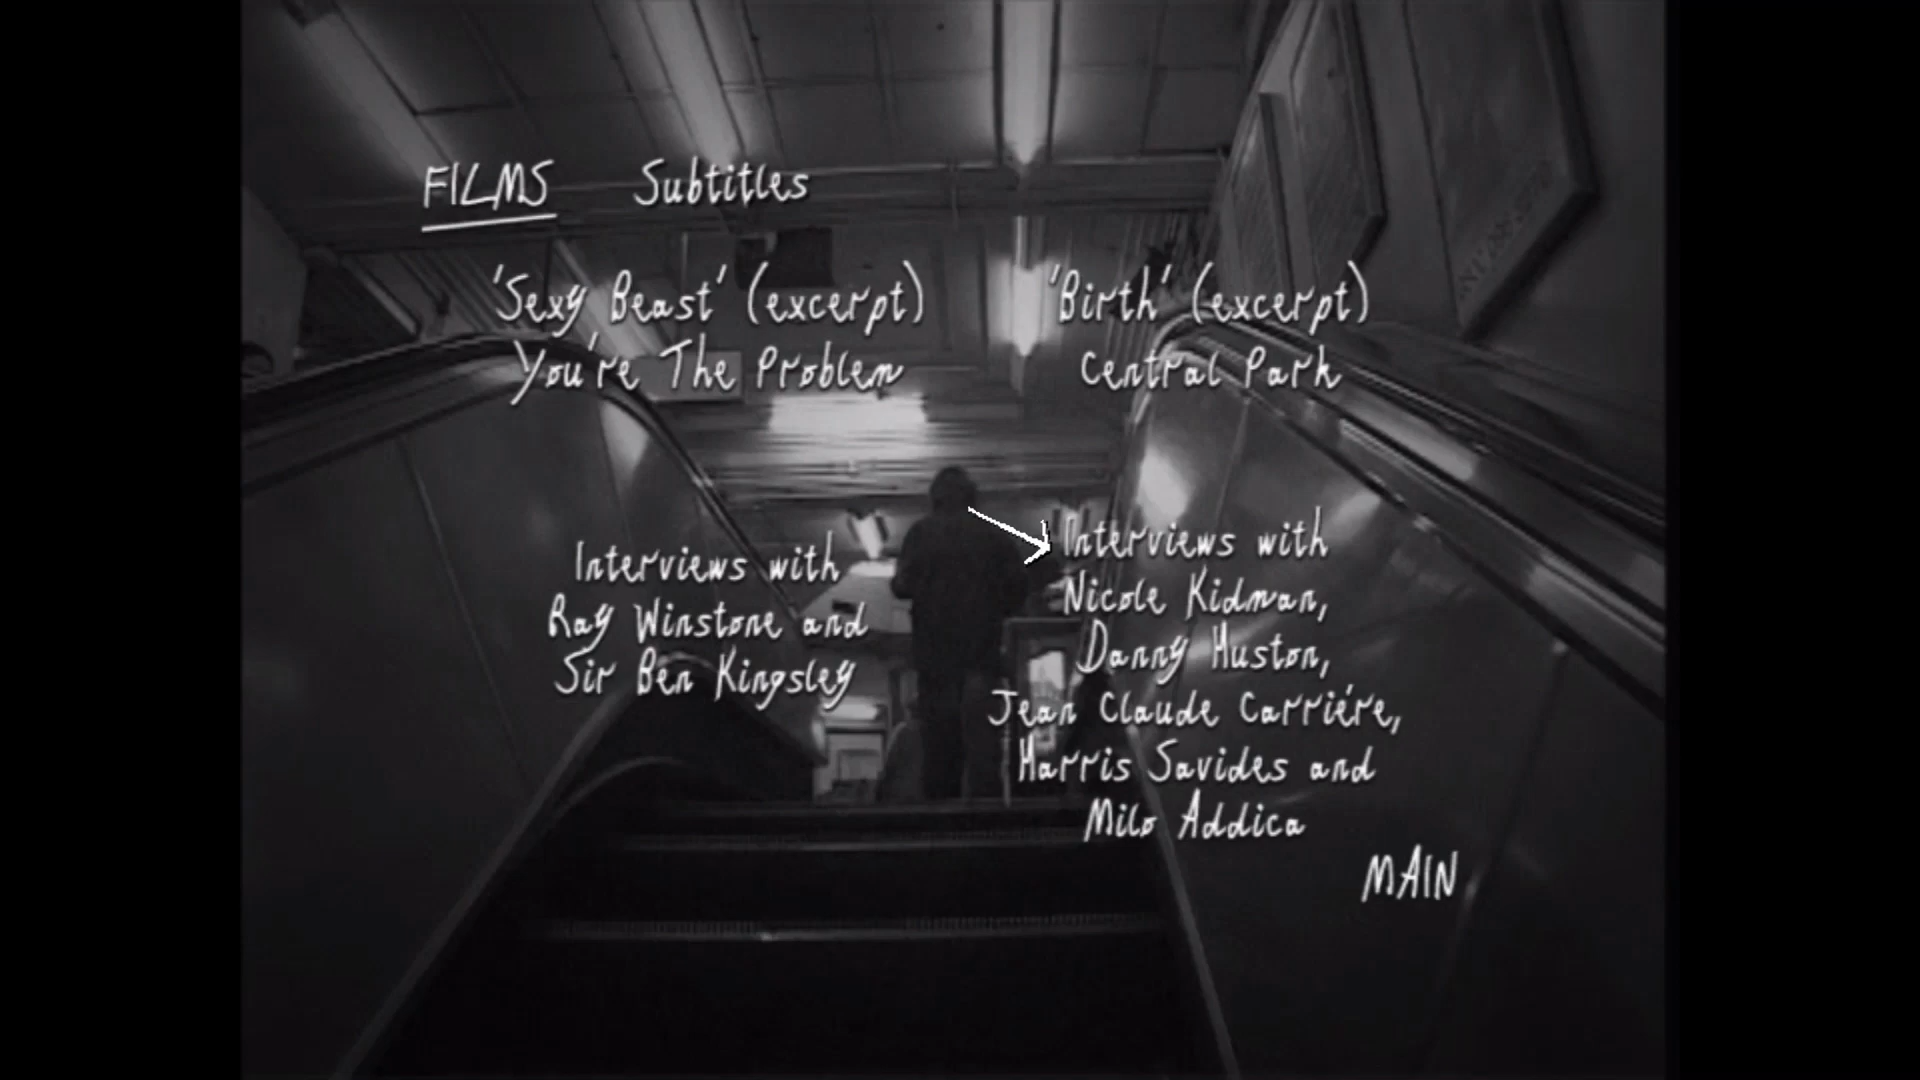 FILMS Subtitles
'Sexy Beast' (excerpt)
You're The Problem
'Birth' (excerpt)
Central Park
Interviews with
Ray Winstone and
Sir Ben Kingsley
Interviews with
Nicole Kidman,
Danny Huston,
Jean Claude Carriére,
Harris Savides and
Milo Addica
MAIN